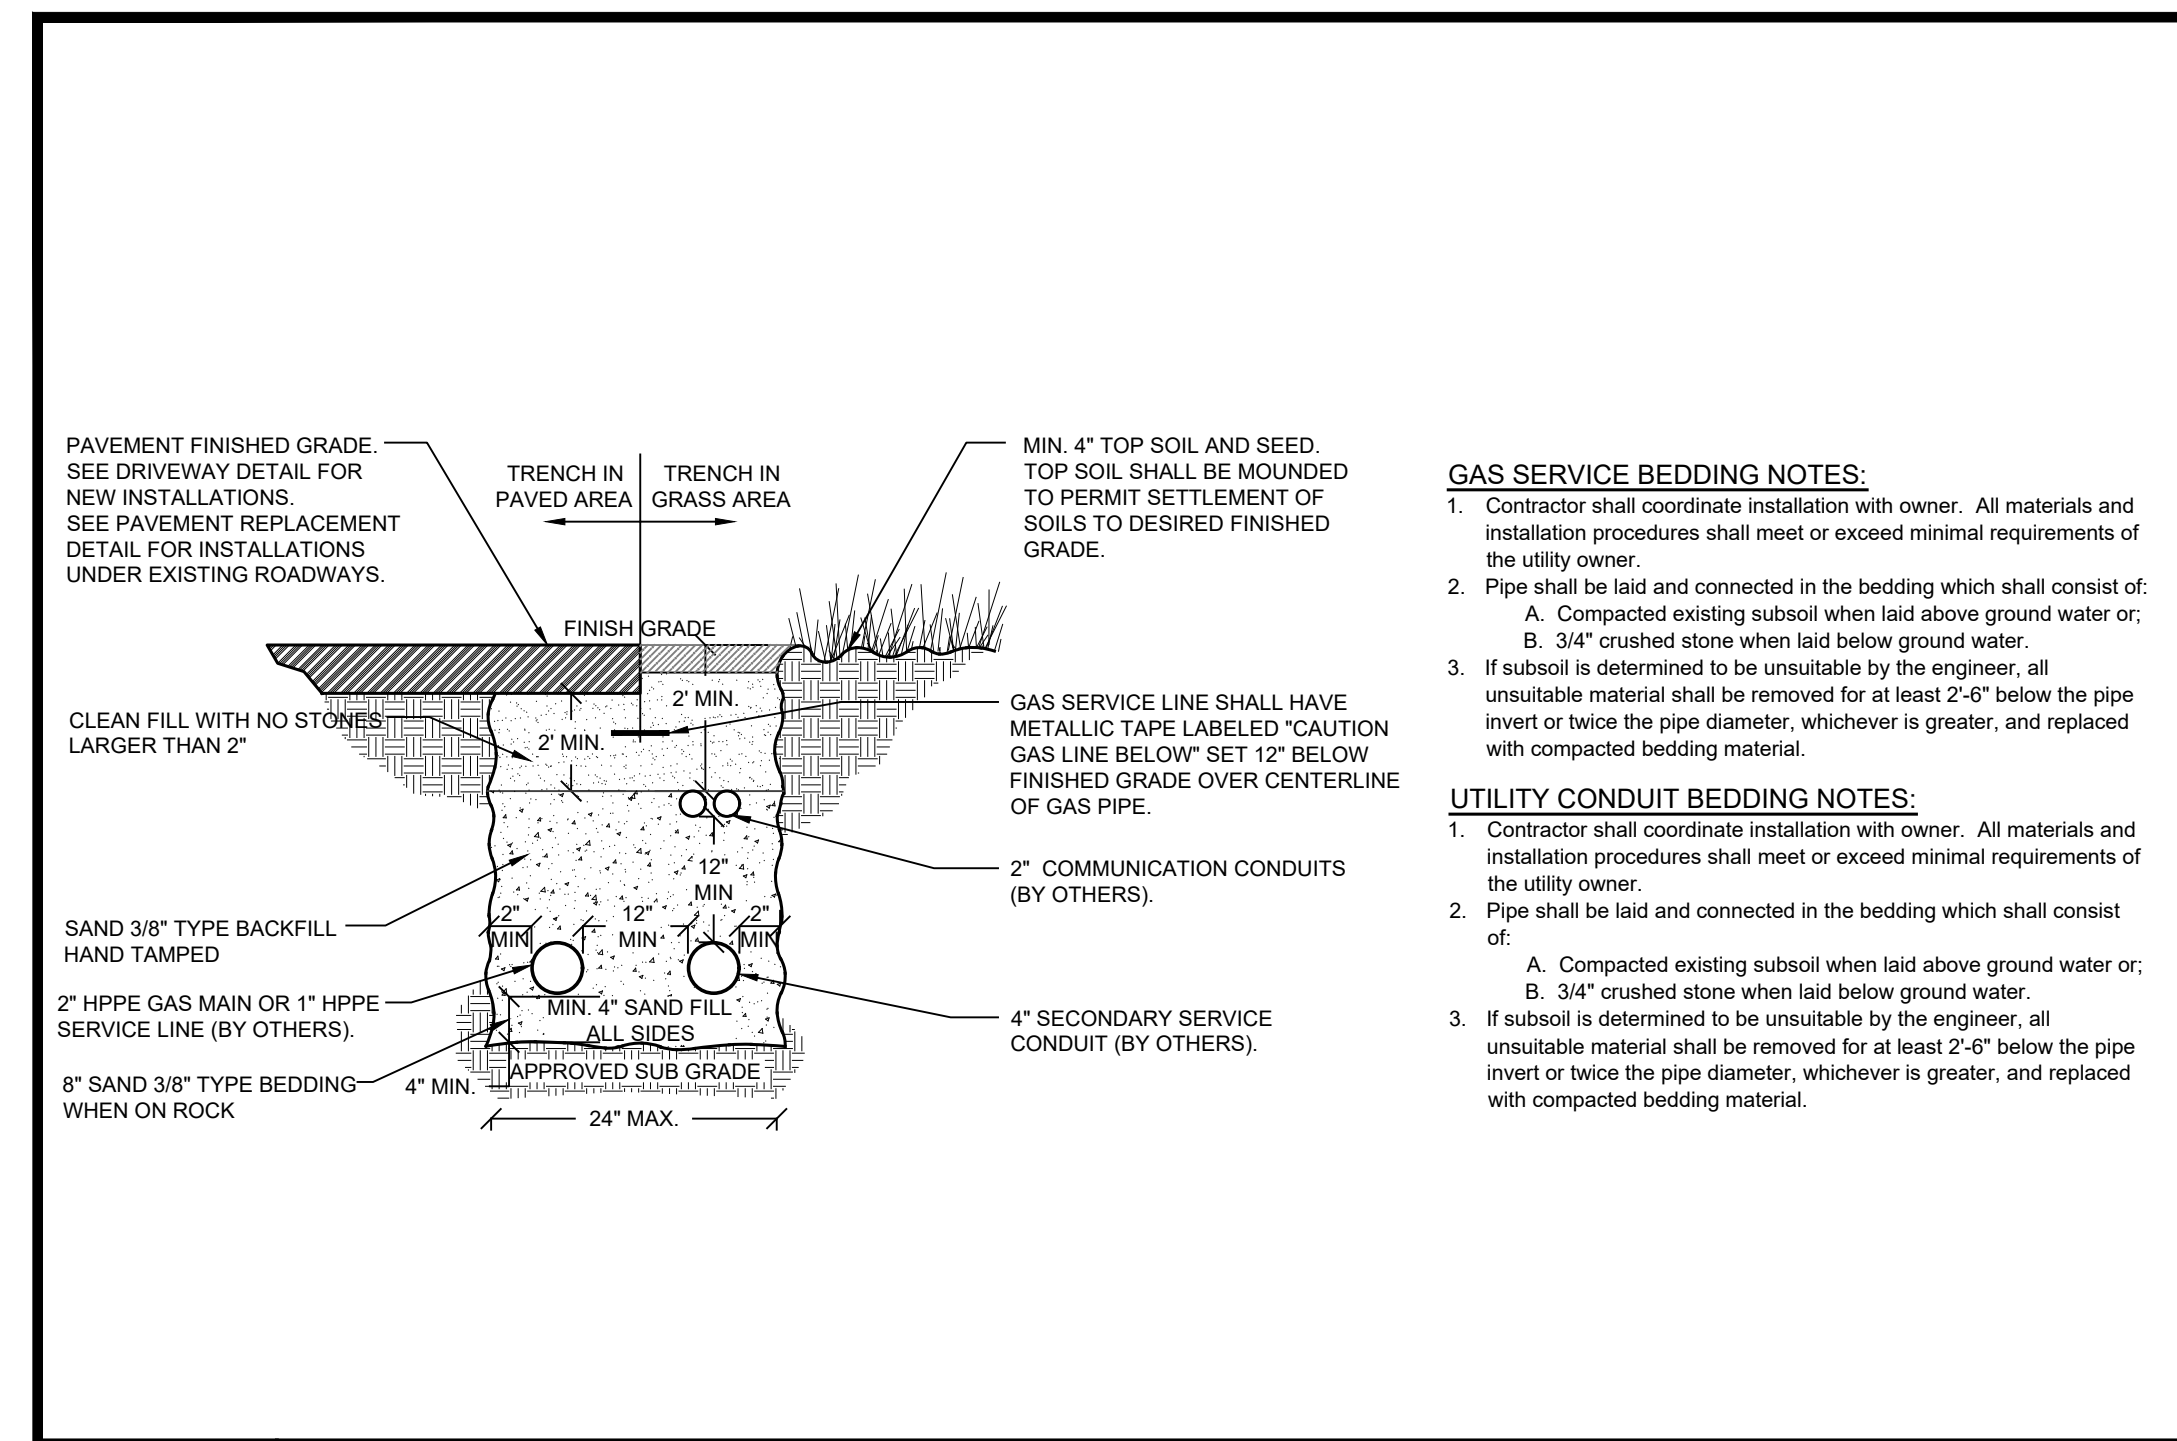 PAVEMENT FINISHED GRADE.
SEE DRIVEWAY DETAIL FOR
NEW INSTALLATIONS.
SEE PAVEMENT REPLACEMENT
DETAIL FOR INSTALLATIONS
UNDER EXISTING ROADWAYS.
TRENCH IN
PAVED AREA
TRENCH IN
GRASS AREA
MIN. 4" TOP SOIL AND SEED.
TOP SOIL SHALL BE MOUNDED
TO PERMIT SETTLEMENT OF
SOILS TO DESIRED FINISHED
GRADE.
FINISH GRADE
CLEAN FILL WITH NO STONES
LARGER THAN 2"
2' MIN.
2' MIN.
GAS SERVICE LINE SHALL HAVE
METALLIC TAPE LABELED "CAUTION
GAS LINE BELOW" SET 12" BELOW
FINISHED GRADE OVER CENTERLINE
OF GAS PIPE.
2" COMMUNICATION CONDUITS
(BY OTHERS).
12"
MIN
SAND 3/8" TYPE BACKFILL
HAND TAMPED
2"
MIN
12"
MIN
2"
MIN
2" HPPE GAS MAIN OR 1" HPPE
SERVICE LINE (BY OTHERS).
MIN. 4" SAND FILL
ALL SIDES
4" SECONDARY SERVICE
CONDUIT (BY OTHERS).
8" SAND 3/8" TYPE BEDDING
WHEN ON ROCK
4" MIN.
APPROVED SUB GRADE
24" MAX.
GAS SERVICE BEDDING NOTES:
1. Contractor shall coordinate installation with owner. All materials and
installation procedures shall meet or exceed minimal requirements of
the utility owner.
2. Pipe shall be laid and connected in the bedding which shall consist of:
A. Compacted existing subsoil when laid above ground water or;
B. 3/4" crushed stone when laid below ground water.
3. If subsoil is determined to be unsuitable by the engineer, all
unsuitable material shall be removed for at least 2'-6" below the pipe
invert or twice the pipe diameter, whichever is greater, and replaced
with compacted bedding material.
UTILITY CONDUIT BEDDING NOTES:
1. Contractor shall coordinate installation with owner. All materials and
installation procedures shall meet or exceed minimal requirements of
the utility owner.
2. Pipe shall be laid and connected in the bedding which shall consist
of:
A. Compacted existing subsoil when laid above ground water or;
B. 3/4" crushed stone when laid below ground water.
3. If subsoil is determined to be unsuitable by the engineer, all
unsuitable material shall be removed for at least 2'-6" below the pipe
invert or twice the pipe diameter, whichever is greater, and replaced
with compacted bedding material.